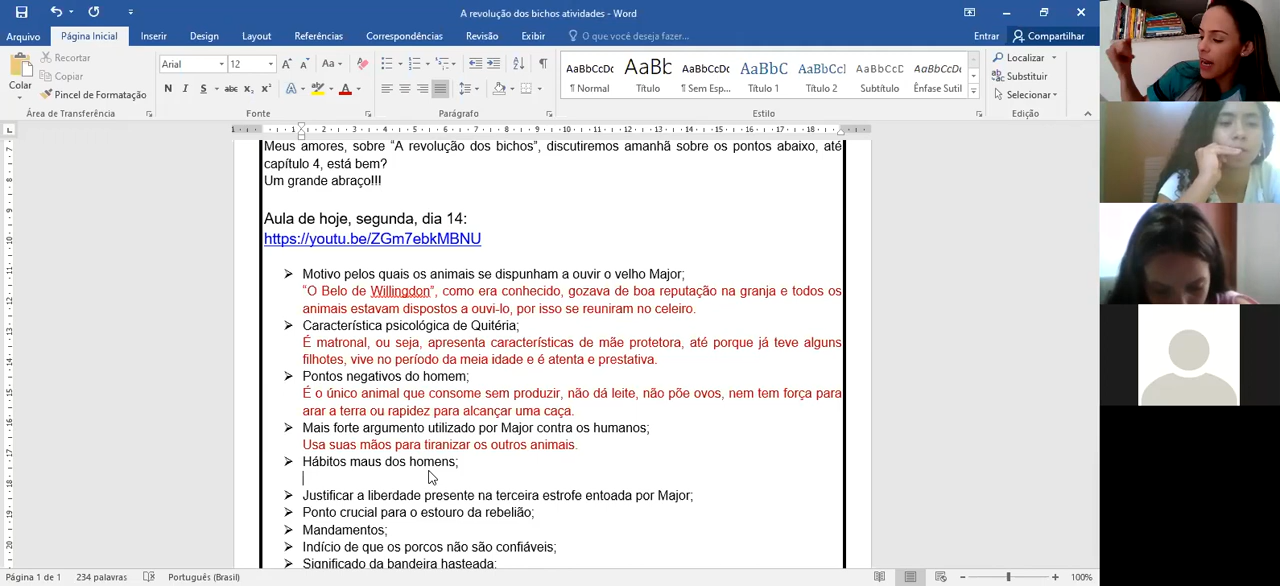 A revolução dos bichos atividades - Word
Arquivo Página Inicial Inserir Design Layout Referências Correspondências Revisão Exibir O que você deseja fazer... Entrar Compartilhar
Colar
Recortar
Copiar
Pincel de Formatação
Área de Transferência
Arial 12
Fonte
Parágrafo
AaBbCcDc AaBb AaBbCcDc AaBbCc AaBbCc AaBbCcD AaBbCcDc
¶ Normal Título ¶ Sem Esp... Título 1 Título 2 Subtítulo Ênfase Sutil
Estilo
Localizar
Substituir
Selecionar
Edição
Meus amores, sobre “A revolução dos bichos”, discutiremos amanhã sobre os pontos abaixo, até
capítulo 4, está bem?
Um grande abraço!!!
Aula de hoje, segunda, dia 14:
https://youtu.be/ZGm7ebkMBNU
➢ Motivo pelos quais os animais se dispunham a ouvir o velho Major;
“O Belo de Willingdon”, como era conhecido, gozava de boa reputação na granja e todos os
animais estavam dispostos a ouvi-lo, por isso se reuniram no celeiro.
➢ Característica psicológica de Quitéria;
É matronal, ou seja, apresenta características de mãe protetora, até porque já teve alguns
filhotes, vive no período da meia idade e é atenta e prestativa.
➢ Pontos negativos do homem;
É o único animal que consome sem produzir, não dá leite, não põe ovos, nem tem força para
arar a terra ou rapidez para alcançar uma caça.
➢ Mais forte argumento utilizado por Major contra os humanos;
Usa suas mãos para tiranizar os outros animais.
➢ Hábitos maus dos homens;
➢ Justificar a liberdade presente na terceira estrofe entoada por Major;
➢ Ponto crucial para o estouro da rebelião;
➢ Mandamentos;
➢ Indício de que os porcos não são confiáveis;
➢ Significado da bandeira hasteada;
Página 1 de 1 234 palavras Português (Brasil) 100%